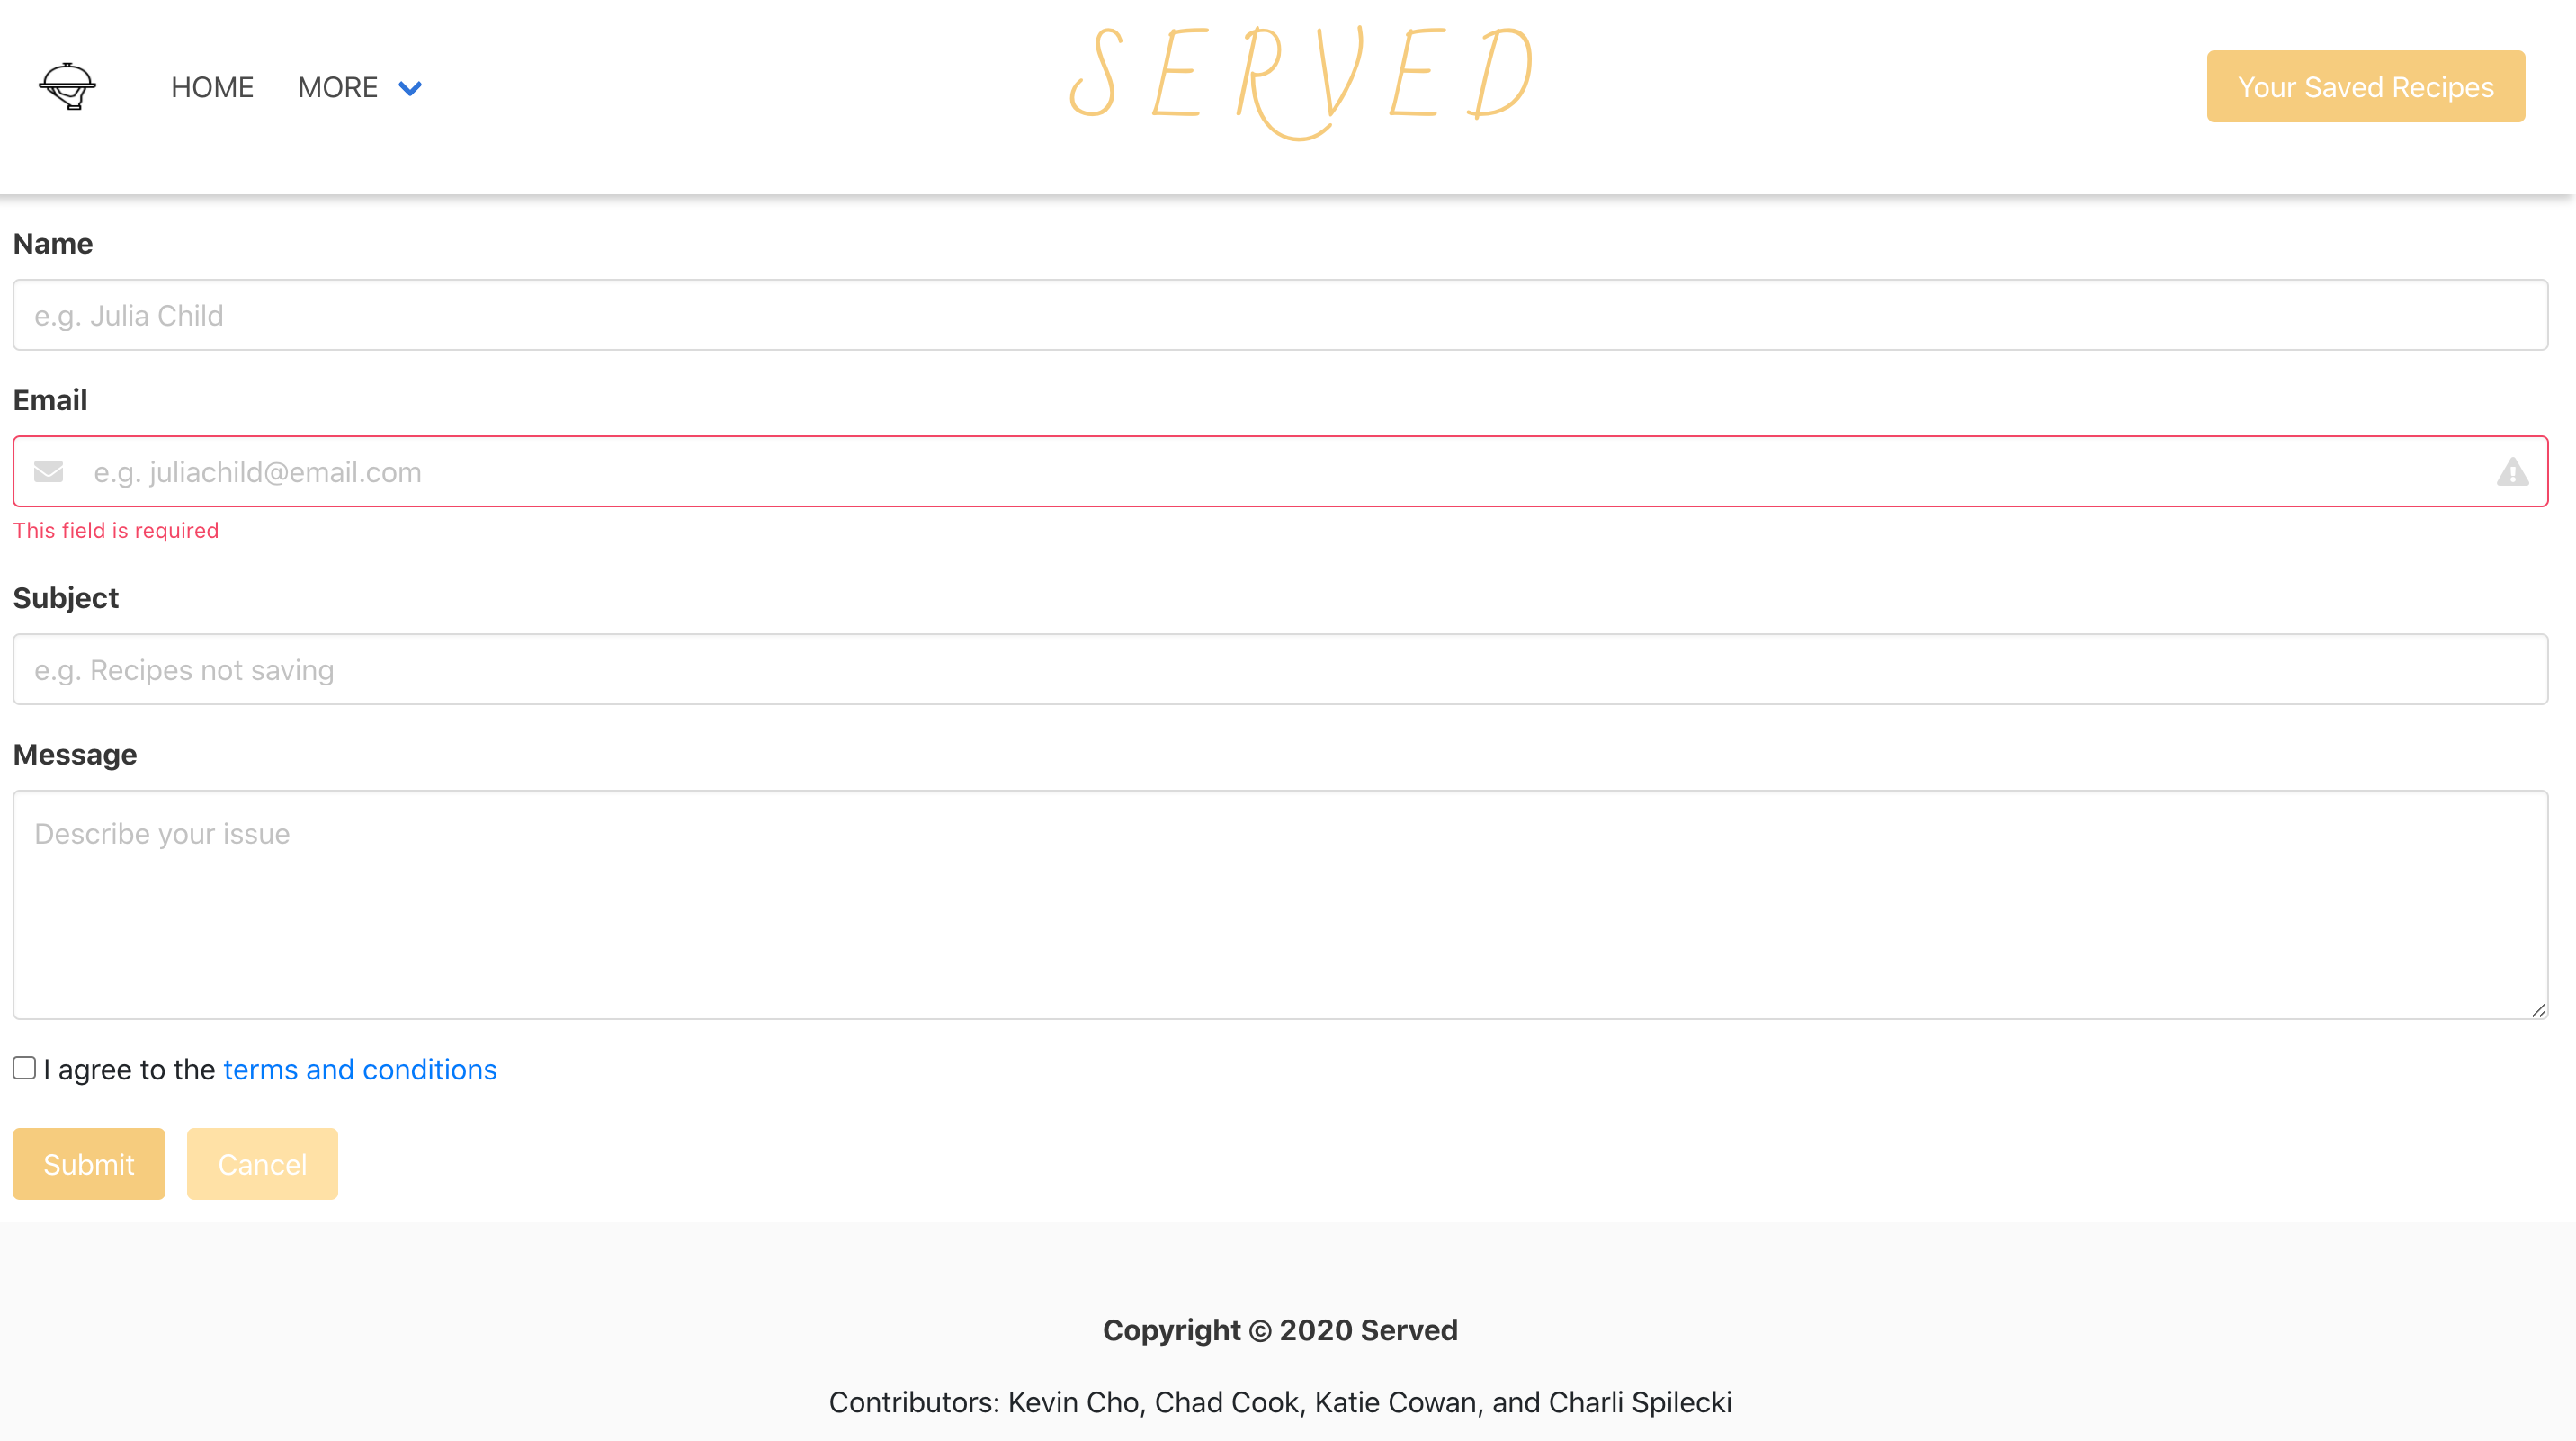 HOME MORE
SERVED
Your Saved Recipes
Name
e.g. Julia Child
Email
e.g. juliachild@email.com
This field is required
Subject
e.g. Recipes not saving
Message
Describe your issue
I agree to the terms and conditions
Submit Cancel
Copyright © 2020 Served
Contributors: Kevin Cho, Chad Cook, Katie Cowan, and Charli Spilecki